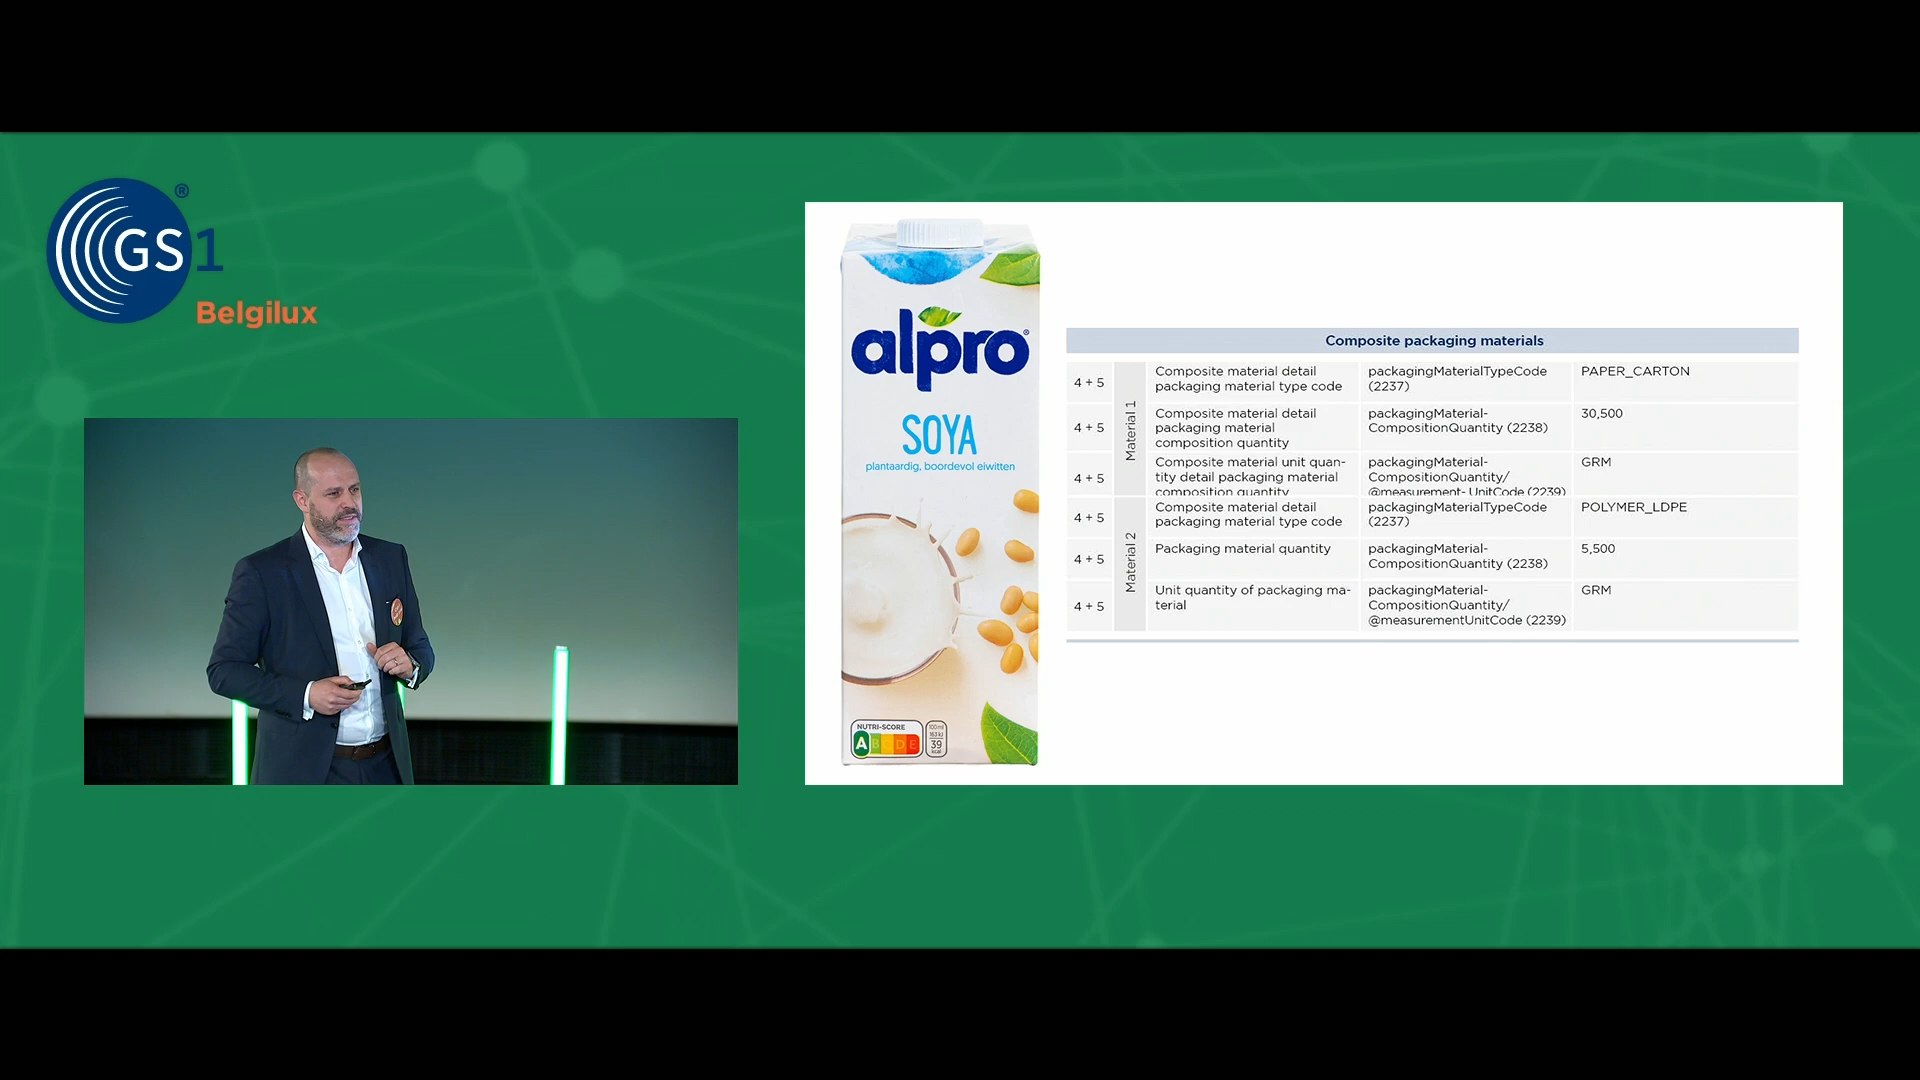 GS1
®
Belgilux
alpro®
SOYA
plantaardig, boordevol eiwitten
NUTRI-SCORE
A B C D E
100ml
163 kJ
39
kcal
Composite packaging materials
Material 1
4 + 5
Composite material detail
packaging material type code
packagingMaterialTypeCode
(2237)
PAPER_CARTON
4 + 5
Composite material detail
packaging material
composition quantity
packagingMaterial-
CompositionQuantity (2238)
30,500
4 + 5
Composite material unit quan-
tity detail packaging material
composition quantity
packagingMaterial-
CompositionQuantity/
@measurement- UnitCode (2239)
GRM
Material 2
4 + 5
Composite material detail
packaging material type code
packagingMaterialTypeCode
(2237)
POLYMER_LDPE
4 + 5
Packaging material quantity
packagingMaterial-
CompositionQuantity (2238)
5,500
4 + 5
Unit quantity of packaging ma-
terial
packagingMaterial-
CompositionQuantity/
@measurementUnitCode (2239)
GRM